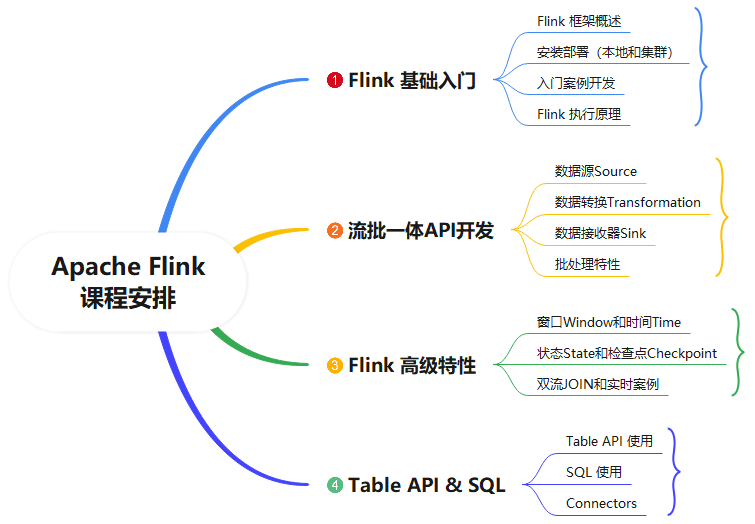 Apache Flink
课程安排
1 Flink 基础入门
Flink 框架概述
安装部署（本地和集群）
入门案例开发
Flink 执行原理
2 流批一体API开发
数据源Source
数据转换Transformation
数据接收器Sink
批处理特性
3 Flink 高级特性
窗口Window和时间Time
状态State和检查点Checkpoint
双流JOIN和实时案例
4 Table API & SQL
Table API 使用
SQL 使用
Connectors